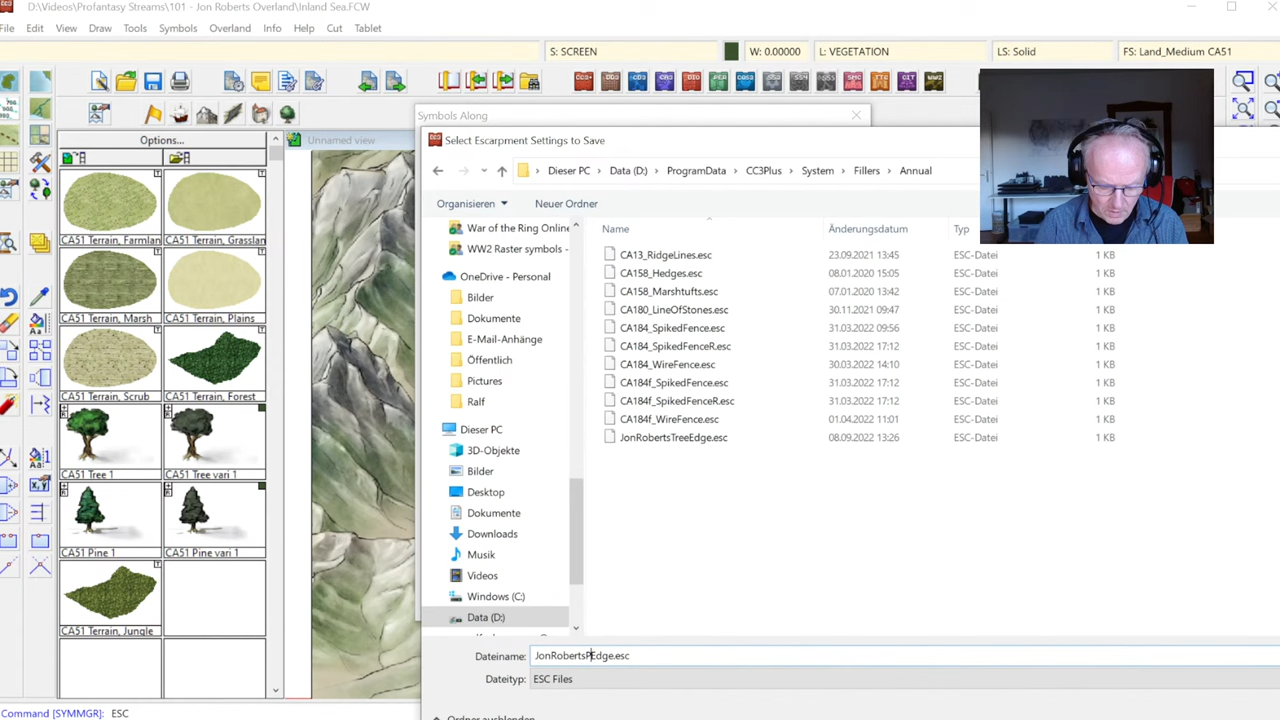 D:\Videos\Profantasy Streams\101 - Jon Roberts Overland\Inland Sea.FCW
File Edit View Draw Tools Symbols Overland Info Help Cut Tablet
S: SCREEN W: 0.00000 L: VEGETATION LS: Solid FS: Land_Medium CA51
Options...
Unnamed view
CA51 Terrain, Farmlan
CA51 Terrain, Grasslan
CA51 Terrain, Marsh
CA51 Terrain, Plains
CA51 Terrain, Scrub
CA51 Terrain, Forest
CA51 Tree 1
CA51 Tree vari 1
CA51 Pine 1
CA51 Pine vari 1
CA51 Terrain, Jungle
Symbols Along
Select Escarpment Settings to Save
Dieser PC > Data (D:) > ProgramData > CC3Plus > System > Fillers > Annual
Organisieren Neuer Ordner
War of the Ring Online
WW2 Raster symbols -
OneDrive - Personal
Bilder
Dokumente
E-Mail-Anhänge
Öffentlich
Pictures
Ralf
Dieser PC
3D-Objekte
Bilder
Desktop
Dokumente
Downloads
Musik
Videos
Windows (C:)
Data (D:)
Name Änderungsdatum Typ
CA13_RidgeLines.esc 23.09.2021 13:45 ESC-Datei 1 KB
CA158_Hedges.esc 08.01.2020 15:05 ESC-Datei 1 KB
CA158_Marshtufts.esc 07.01.2020 13:42 ESC-Datei 1 KB
CA180_LineOfStones.esc 30.11.2021 09:47 ESC-Datei 1 KB
CA184_SpikedFence.esc 31.03.2022 09:56 ESC-Datei 1 KB
CA184_SpikedFenceR.esc 31.03.2022 17:12 ESC-Datei 1 KB
CA184_WireFence.esc 30.03.2022 14:10 ESC-Datei 1 KB
CA184f_SpikedFence.esc 31.03.2022 17:12 ESC-Datei 1 KB
CA184f_SpikedFenceR.esc 31.03.2022 17:12 ESC-Datei 1 KB
CA184f_WireFence.esc 01.04.2022 11:01 ESC-Datei 1 KB
JonRobertsTreeEdge.esc 08.09.2022 13:26 ESC-Datei 1 KB
Dateiname: JonRobertsPEdge.esc
Dateityp: ESC Files
Ordner ausblenden
Command [SYMMGR]: ESC